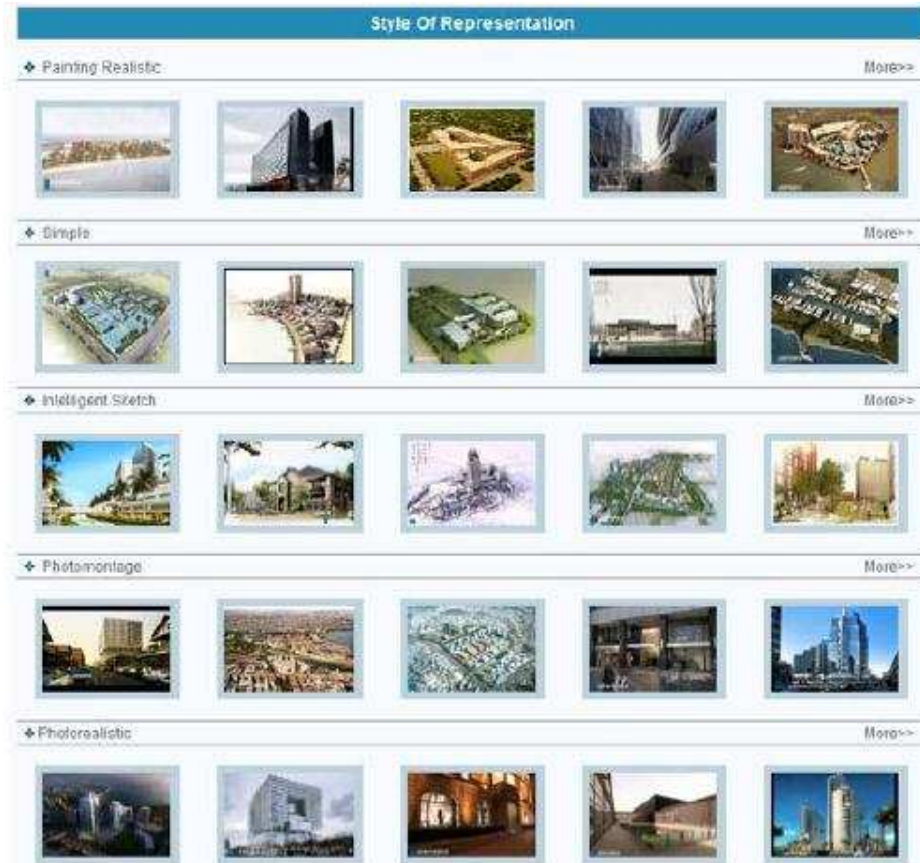 Style Of Representation
Painting Realistic More>>
Simple More>>
Intelligent Sketch More>>
Photomontage More>>
Photorealistic More>>